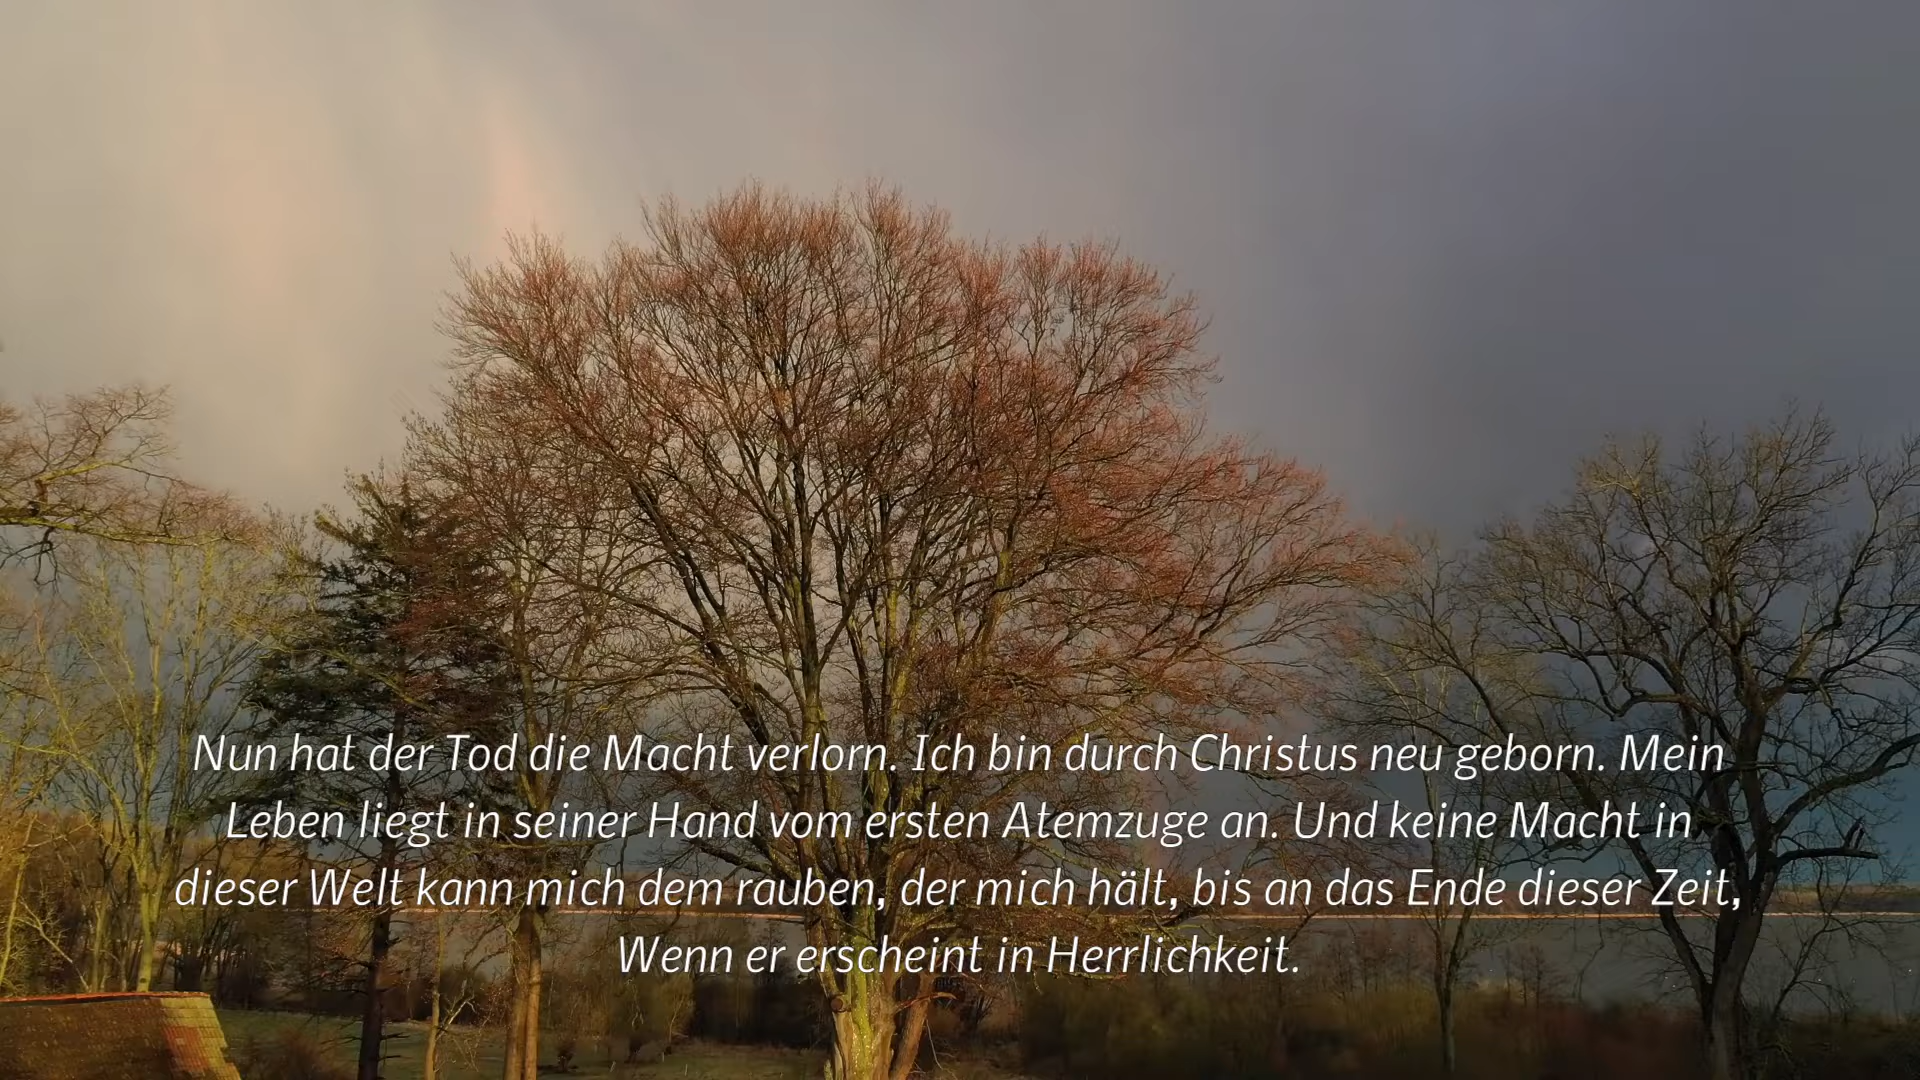 Nun hat der Tod die Macht verlorn. Ich bin durch Christus neu geborn. Mein
Leben liegt in seiner Hand vom ersten Atemzuge an. Und keine Macht in
dieser Welt kann mich dem rauben, der mich hält, bis an das Ende dieser Zeit,
Wenn er erscheint in Herrlichkeit.